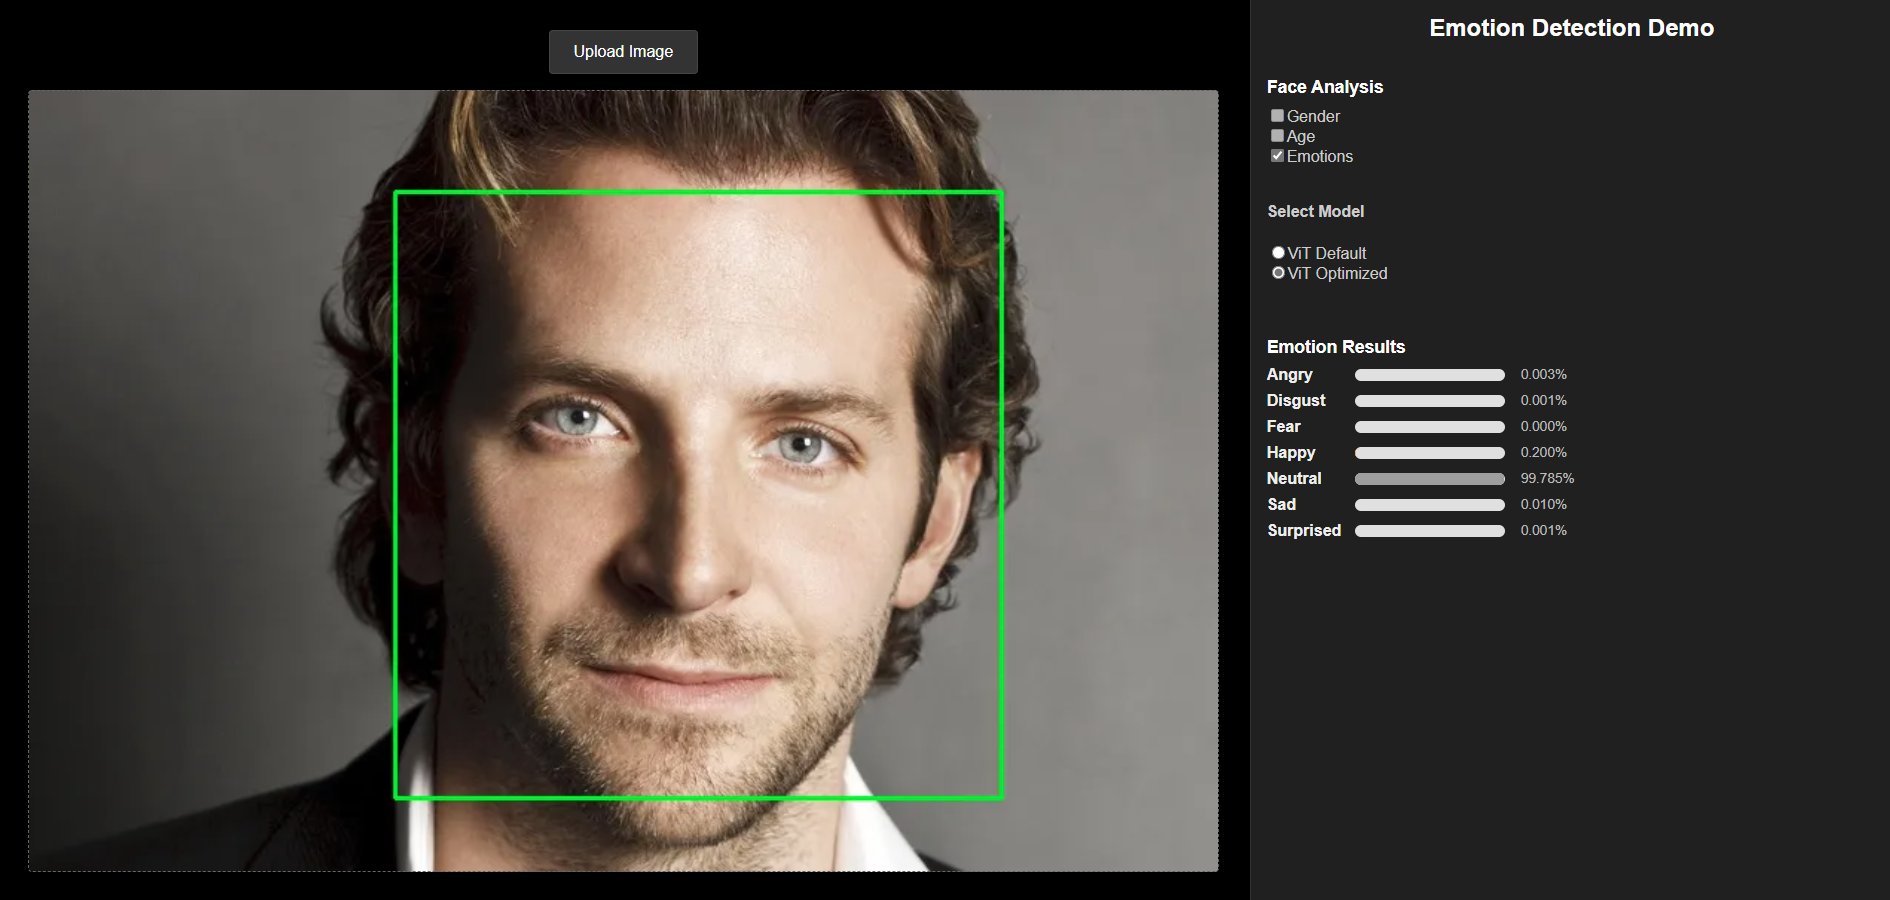 Upload Image
Emotion Detection Demo
Face Analysis
Gender
Age
Emotions
Select Model
ViT Default
ViT Optimized
Emotion Results
Angry 0.003%
Disgust 0.001%
Fear 0.000%
Happy 0.200%
Neutral 99.785%
Sad 0.010%
Surprised 0.001%